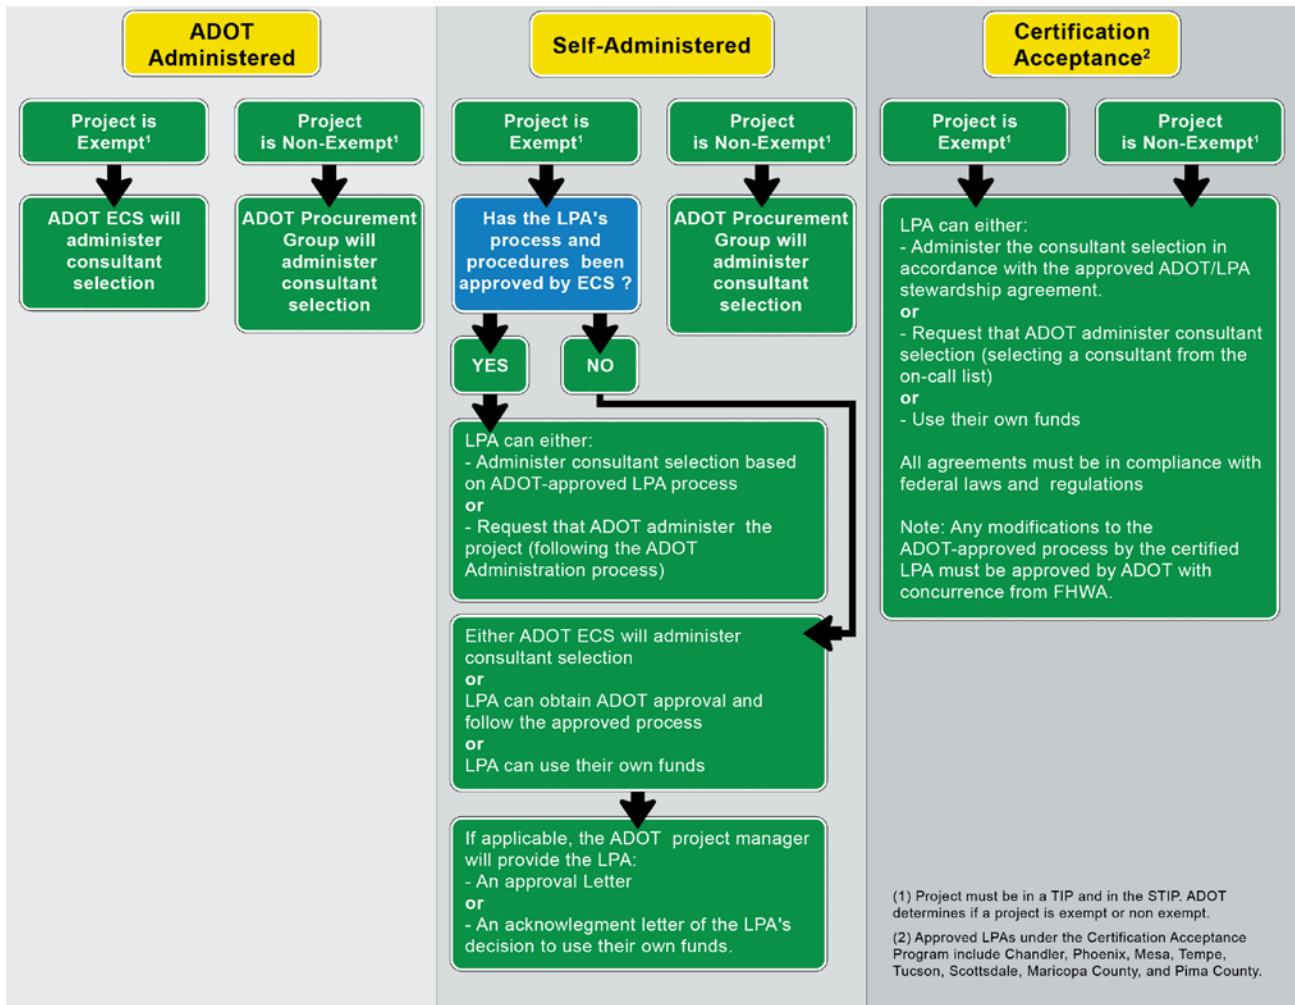 ADOT
Administered
Project is
Exempt¹
Project
is Non-Exempt¹
ADOT ECS will
administer
consultant
selection
ADOT Procurement
Group will
administer
consultant
selection
Self-Administered
Project is
Exempt¹
Project
is Non-Exempt¹
Has the LPA's
process and
procedures been
approved by ECS ?
ADOT Procurement
Group will
administer
consultant
selection
YES
NO
LPA can either:
- Administer consultant selection based
on ADOT-approved LPA process
or
- Request that ADOT administer the
project (following the ADOT
Administration process)
Either ADOT ECS will administer
consultant selection
or
LPA can obtain ADOT approval and
follow the approved process
or
LPA can use their own funds
If applicable, the ADOT project manager
will provide the LPA:
- An approval Letter
or
- An acknowlegment letter of the LPA's
decision to use their own funds.
Certification
Acceptance²
Project is
Exempt¹
Project
is Non-Exempt¹
LPA can either:
- Administer the consultant selection in
accordance with the approved ADOT/LPA
stewardship agreement.
or
- Request that ADOT administer consultant
selection (selecting a consultant from the
on-call list)
or
- Use their own funds
All agreements must be in compliance with
federal laws and regulations
Note: Any modifications to the
ADOT-approved process by the certified
LPA must be approved by ADOT with
concurrence from FHWA.
(1) Project must be in a TIP and in the STIP. ADOT
determines if a project is exempt or non exempt.
(2) Approved LPAs under the Certification Acceptance
Program include Chandler, Phoenix, Mesa, Tempe,
Tucson, Scottsdale, Maricopa County, and Pima County.